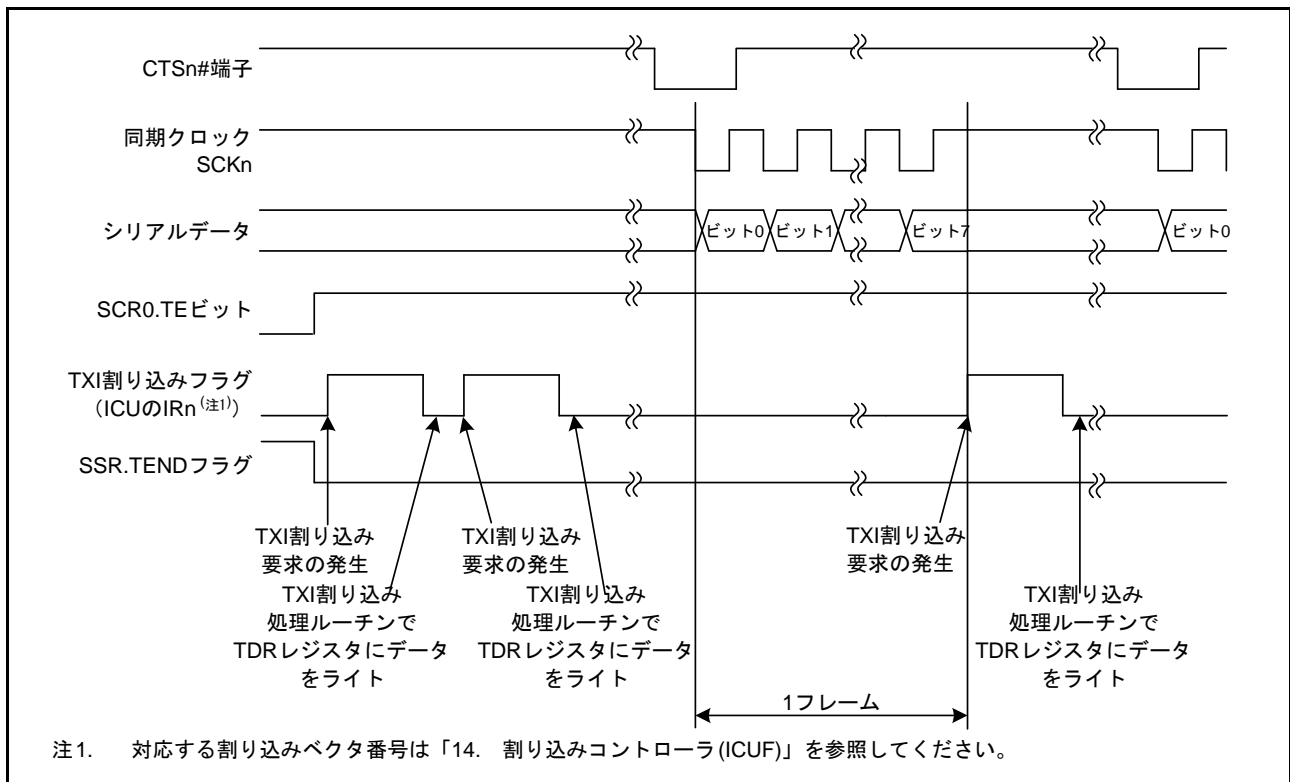 CTSn#端子
同期クロック
SCKn
シリアルデータ
ビット0
ビット1
ビット7
ビット0
SCR0.TEビット
TXI割り込みフラグ
(ICUのIRn(注1))
SSR.TENDフラグ
TXI割り込み
要求の発生
TXI割り込み
処理ルーチンで
TDRレジスタにデータ
をライト
TXI割り込み
要求の発生
TXI割り込み
処理ルーチンで
TDRレジスタにデータ
をライト
TXI割り込み
要求の発生
TXI割り込み
処理ルーチンで
TDRレジスタにデータ
をライト
1フレーム
注1. 対応する割り込みベクタ番号は「14. 割り込みコントローラ(ICUF)」を参照してください。